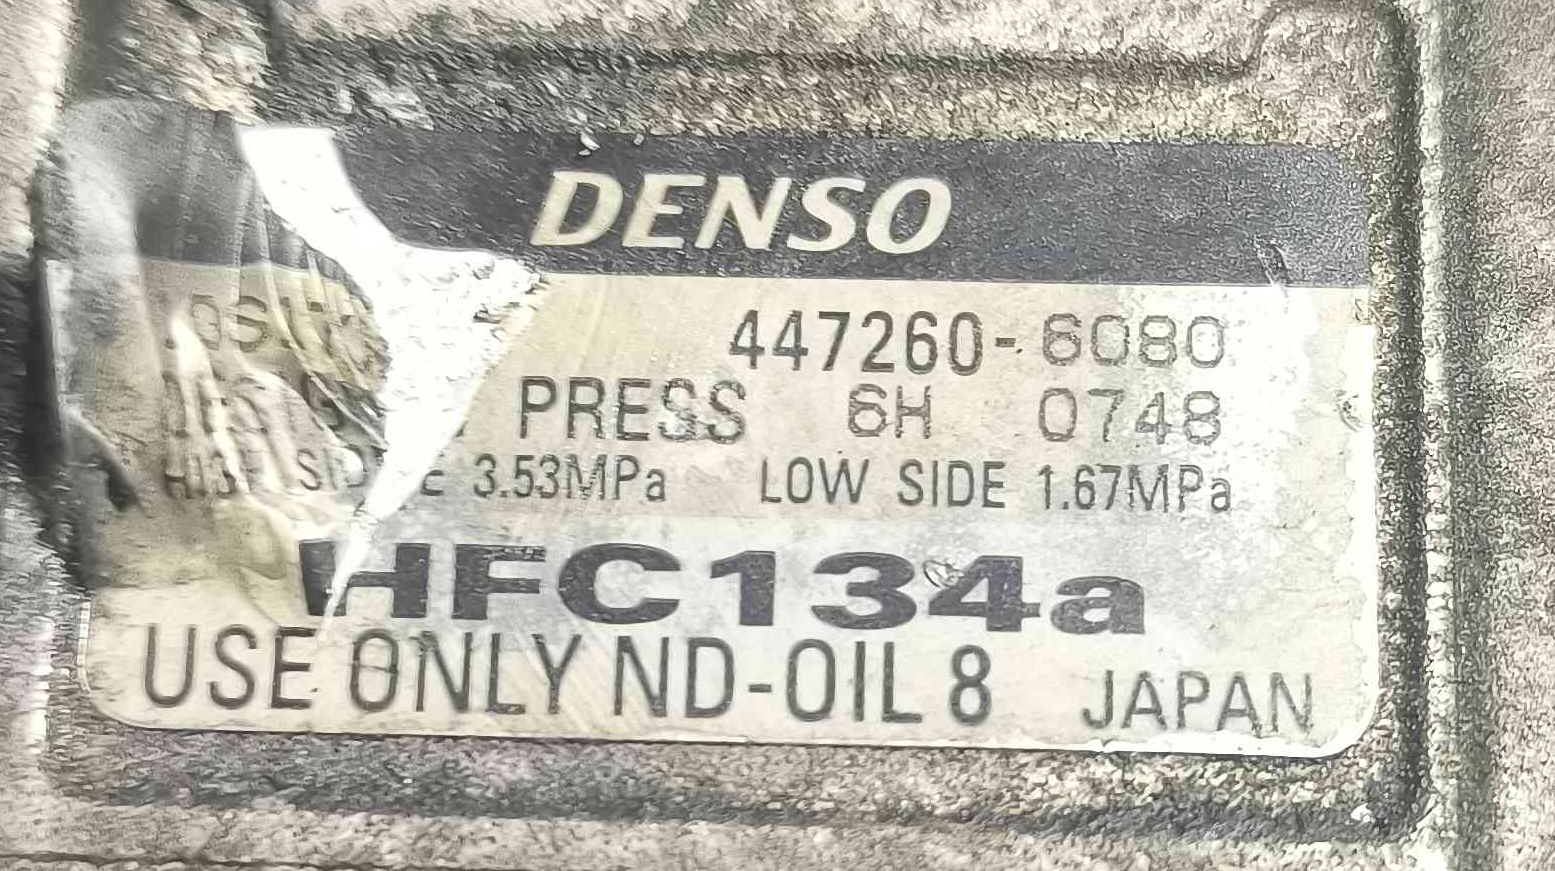 DENSO
447260-6080
PRESS 6H 0748
3.53MPa LOW SIDE 1.67MPa
HFC134a
USE ONLY ND-OIL 8 JAPAN